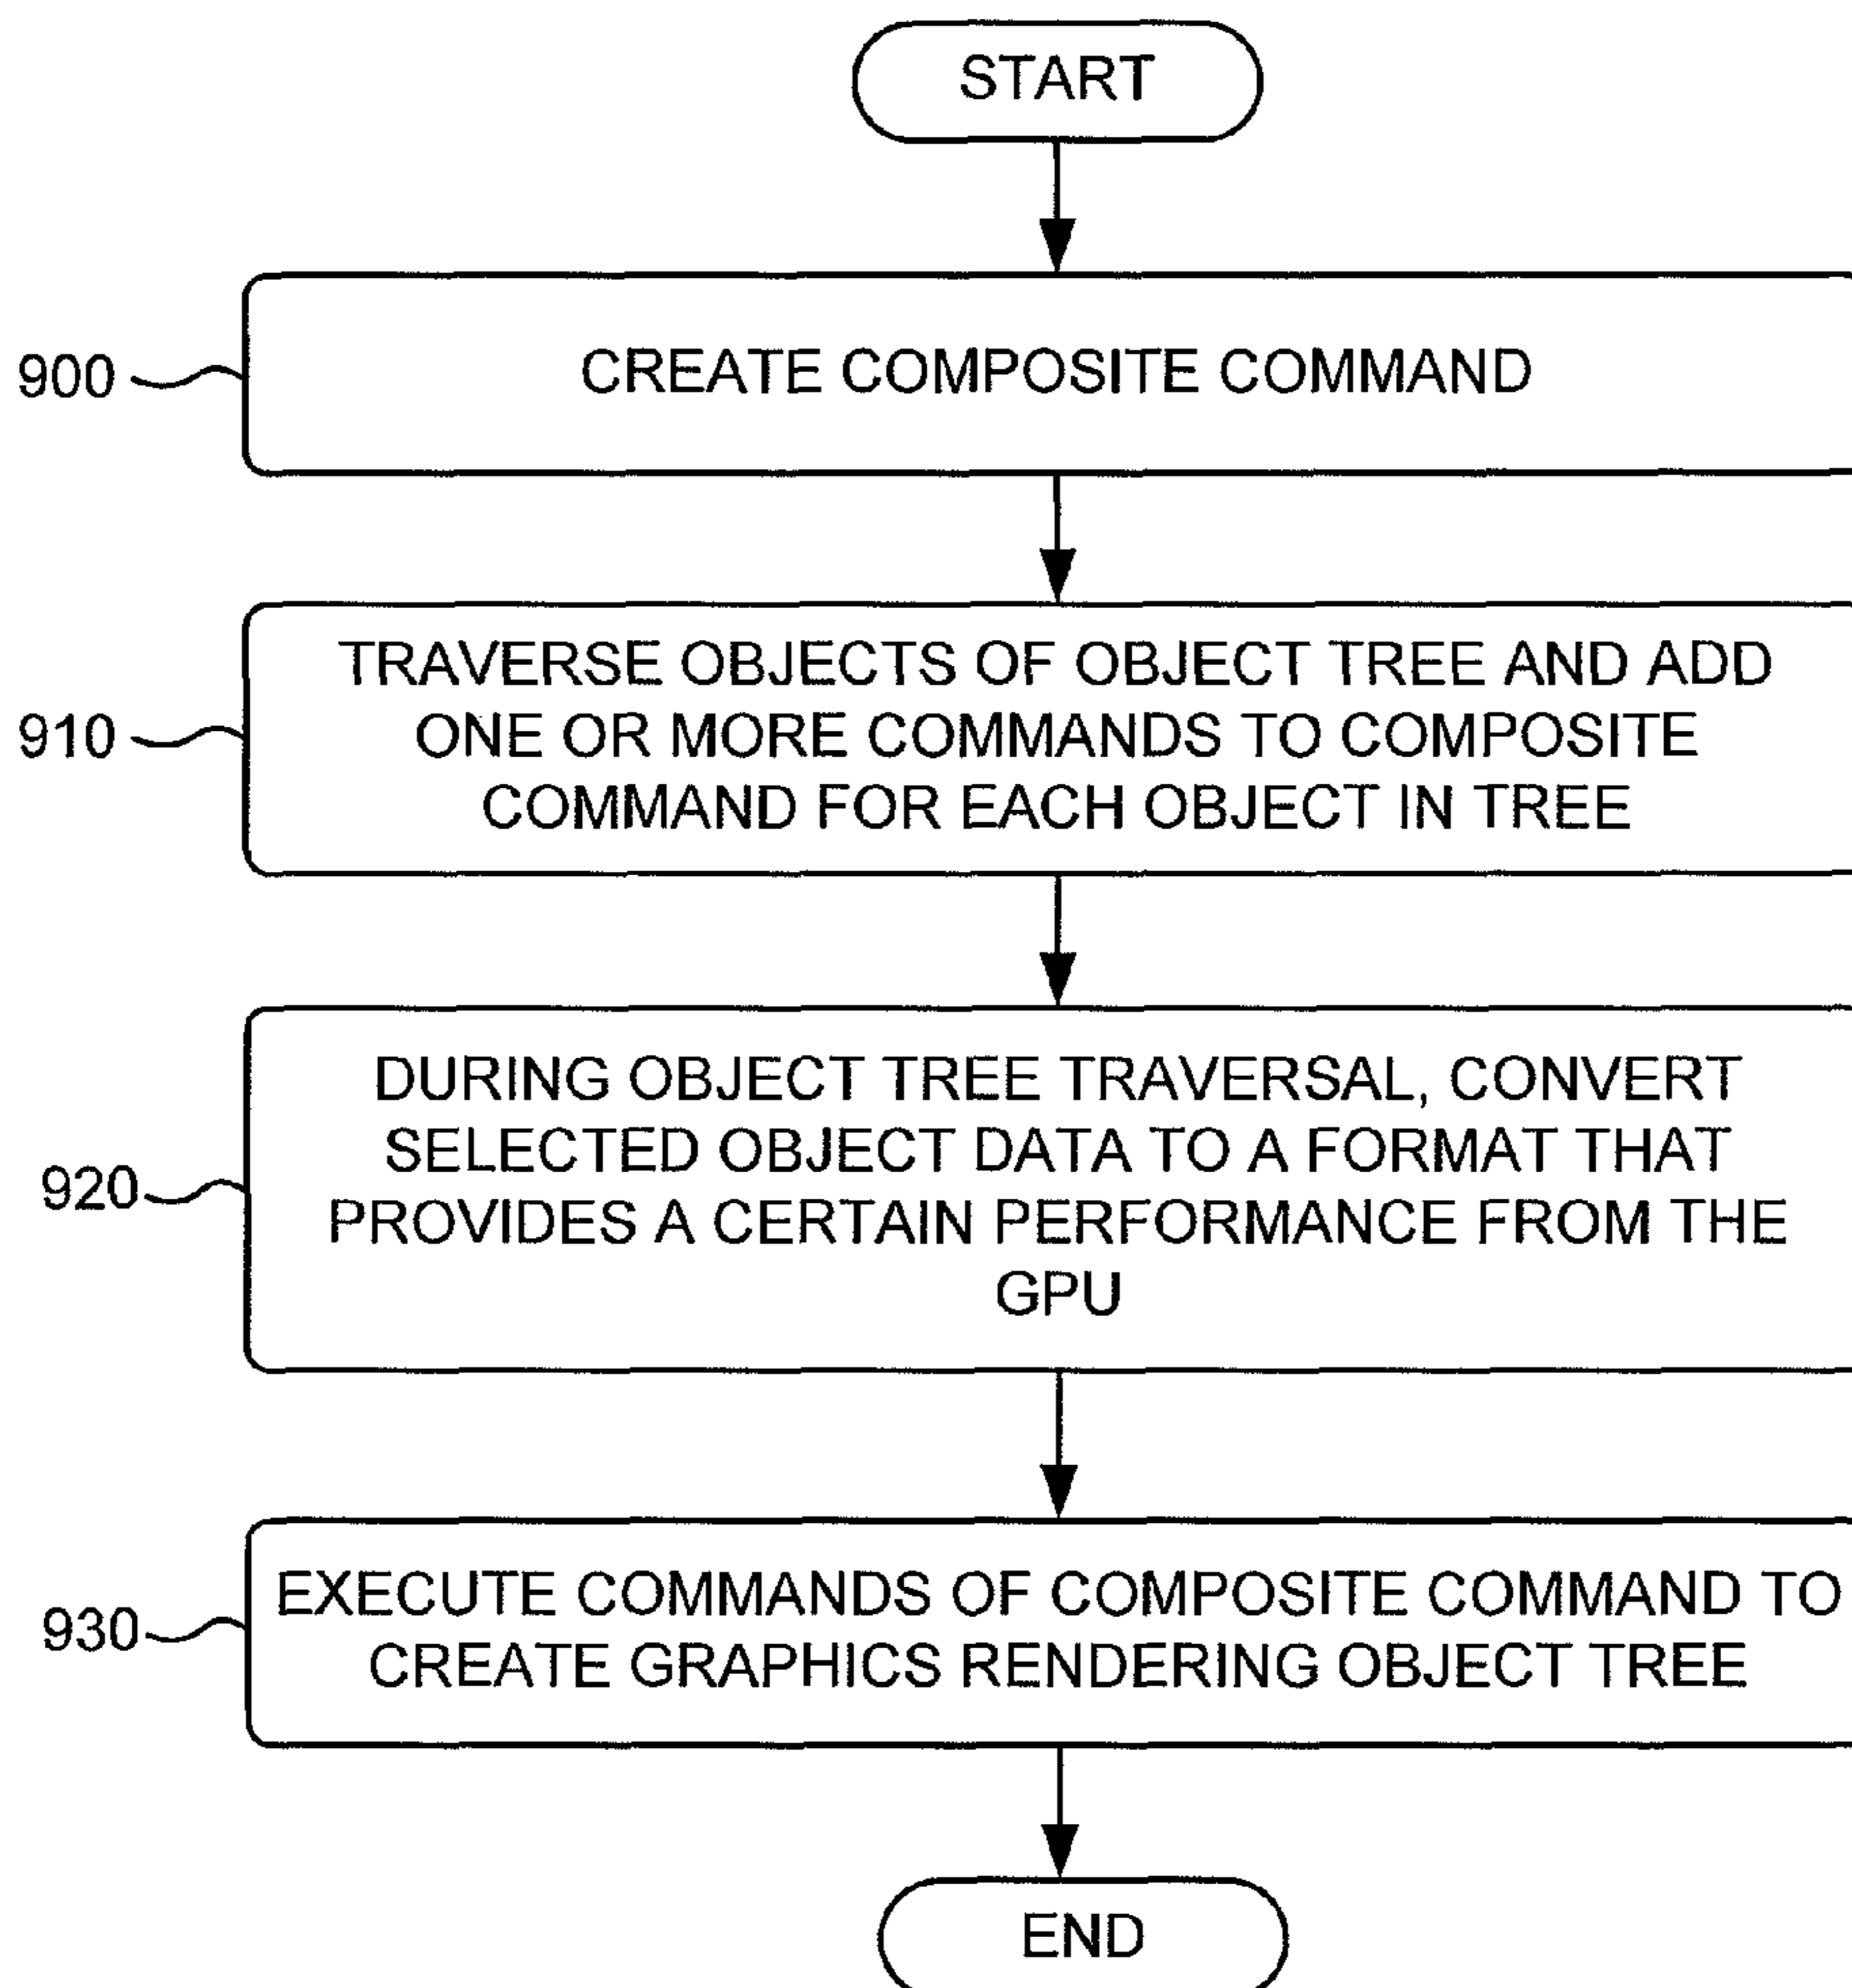 START
900
CREATE COMPOSITE COMMAND
910
TRAVERSE OBJECTS OF OBJECT TREE AND ADD
ONE OR MORE COMMANDS TO COMPOSITE
COMMAND FOR EACH OBJECT IN TREE
920
DURING OBJECT TREE TRAVERSAL, CONVERT
SELECTED OBJECT DATA TO A FORMAT THAT
PROVIDES A CERTAIN PERFORMANCE FROM THE
GPU
930
EXECUTE COMMANDS OF COMPOSITE COMMAND TO
CREATE GRAPHICS RENDERING OBJECT TREE
END